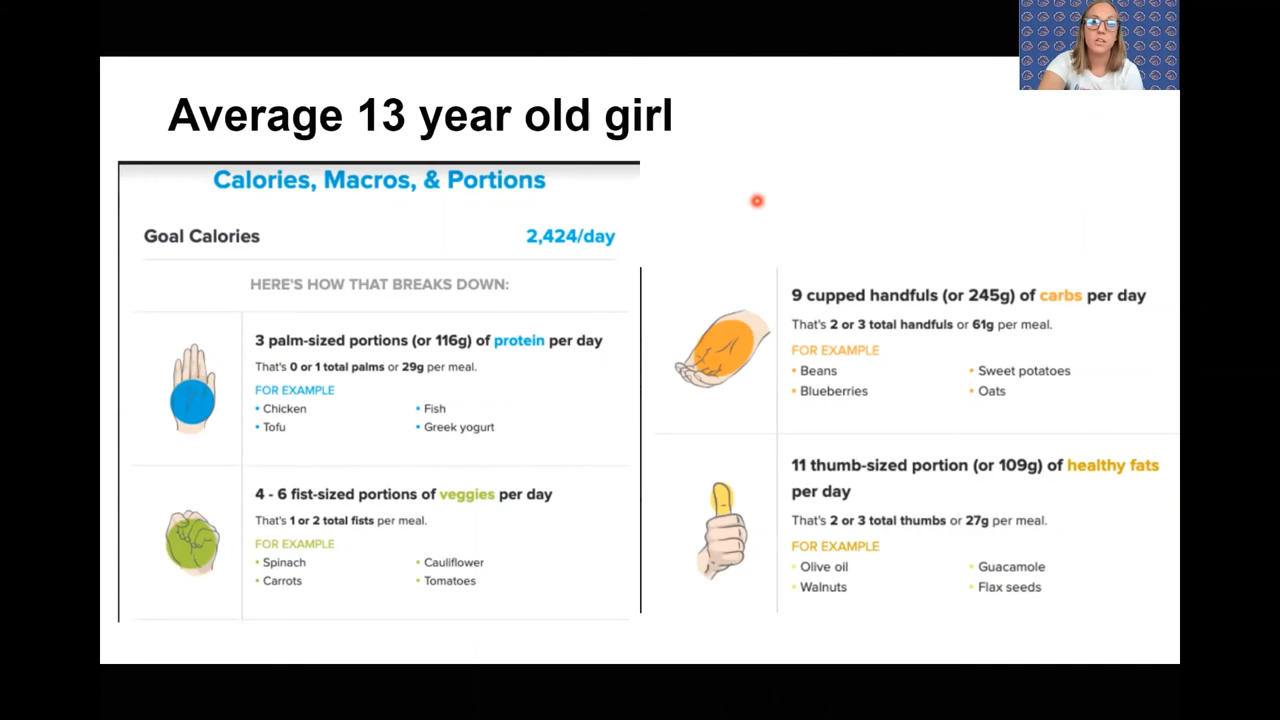 Average 13 year old girl
Calories, Macros, & Portions
Goal Calories 2,424/day
HERE'S HOW THAT BREAKS DOWN:
3 palm-sized portions (or 116g) of protein per day
That's 0 or 1 total palms or 29g per meal.
FOR EXAMPLE
• Chicken • Fish
• Tofu • Greek yogurt
4 - 6 fist-sized portions of veggies per day
That's 1 or 2 total fists per meal.
FOR EXAMPLE
• Spinach • Cauliflower
• Carrots • Tomatoes
9 cupped handfuls (or 245g) of carbs per day
That's 2 or 3 total handfuls or 61g per meal.
FOR EXAMPLE
• Beans • Sweet potatoes
• Blueberries • Oats
11 thumb-sized portion (or 109g) of healthy fats
per day
That's 2 or 3 total thumbs or 27g per meal.
FOR EXAMPLE
• Olive oil • Guacamole
• Walnuts • Flax seeds